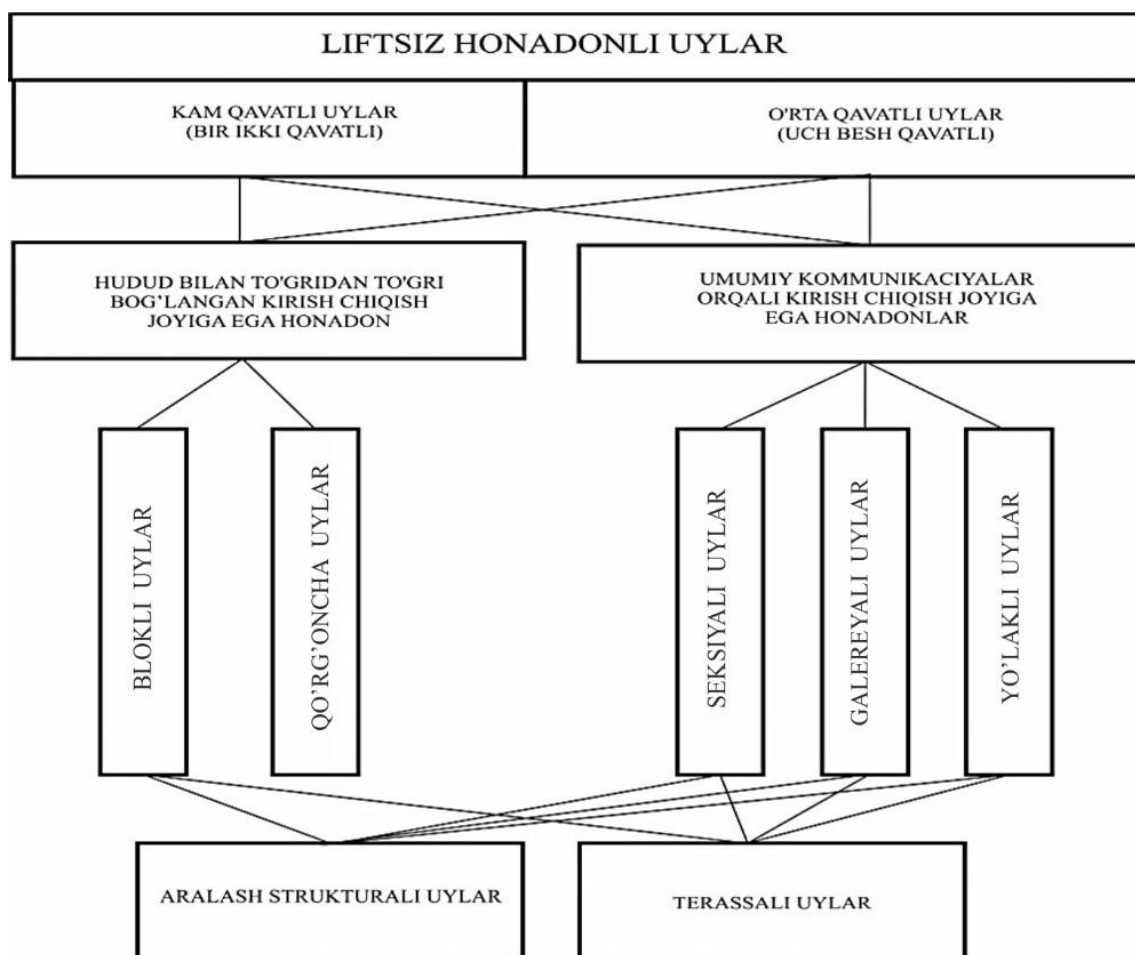 LIFTSIZ HONADONLI UYLAR
KAM QAVATLI UYLAR
(BIR IKKI QAVATLI)
O'RTA QAVATLI UYLAR
(UCH BESH QAVATLI)
HUDUD BILAN TO'GRIDAN TO'GRI
BOG’LANGAN KIRISH CHIQISH
JOYIGA EGA HONADON
UMUMIY KOMMUNIKACIYALAR
ORQALI KIRISH CHIQISH JOYIGA
EGA HONADONLAR
BLOKLI UYLAR
QO’RG’ONCHA UYLAR
SEKSIYALI UYLAR
GALEREYALI UYLAR
YO’LAKLI UYLAR
ARALASH STRUKTURALI UYLAR
TERASSALI UYLAR